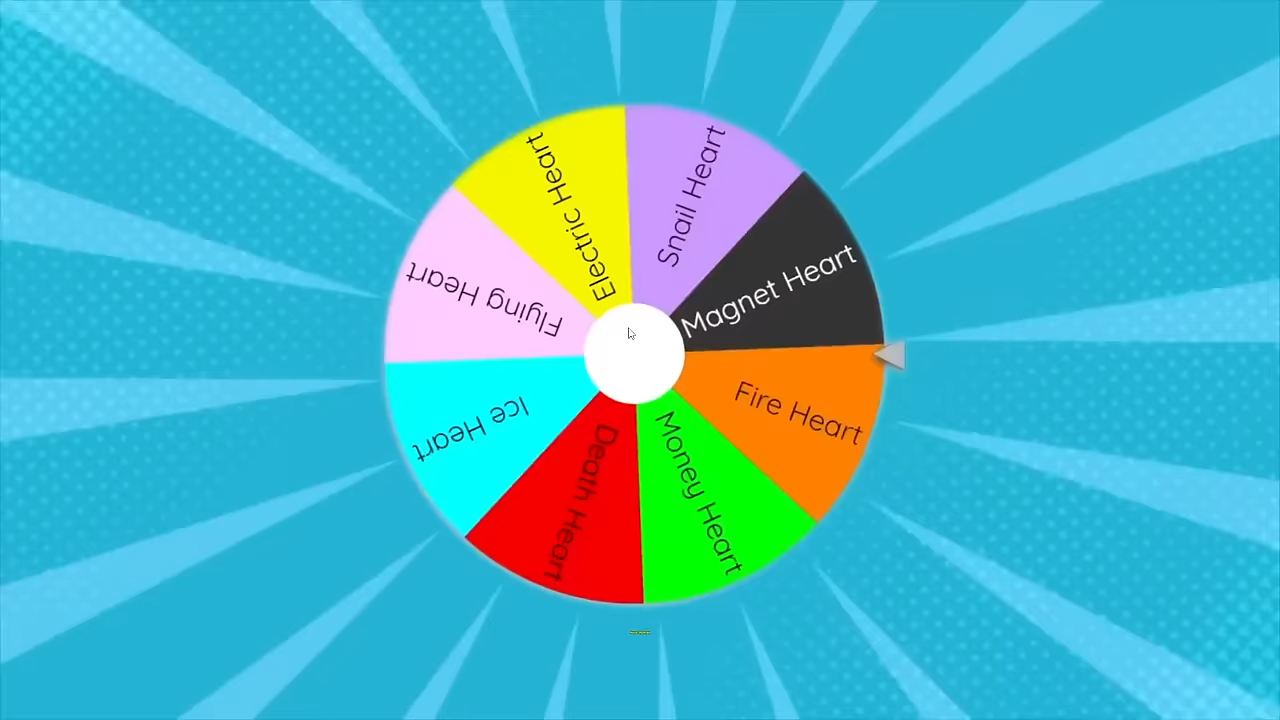 Electric Heart
Snail Heart
Magnet Heart
Flying Heart
Fire Heart
Ice Heart
Death Heart
Money Heart